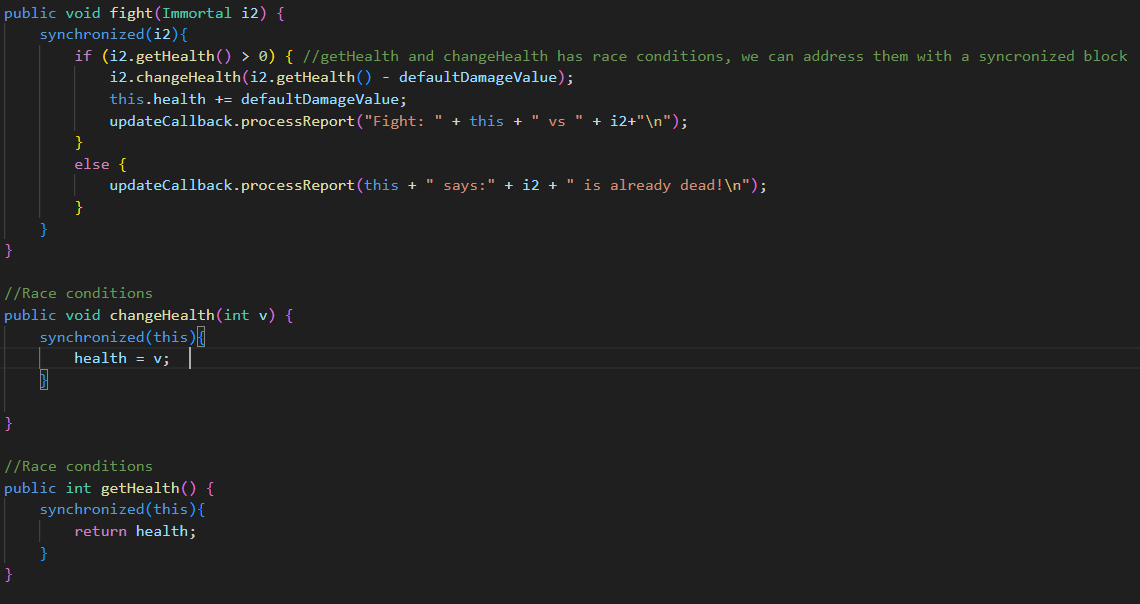 public void fight(Immortal i2) {
    synchronized(i2){
        if (i2.getHealth() > 0) { //getHealth and changeHealth has race conditions, we can address them with a syncronized block
            i2.changeHealth(i2.getHealth() - defaultDamageValue);
            this.health += defaultDamageValue;
            updateCallback.processReport("Fight: " + this + " vs " + i2+"\n");
        }
        else {
            updateCallback.processReport(this + " says:" + i2 + " is already dead!\n");
        }
    }
}

//Race conditions
public void changeHealth(int v) {
    synchronized(this){
        health = v;
    }

}

//Race conditions
public int getHealth() {
    synchronized(this){
        return health;
    }
}